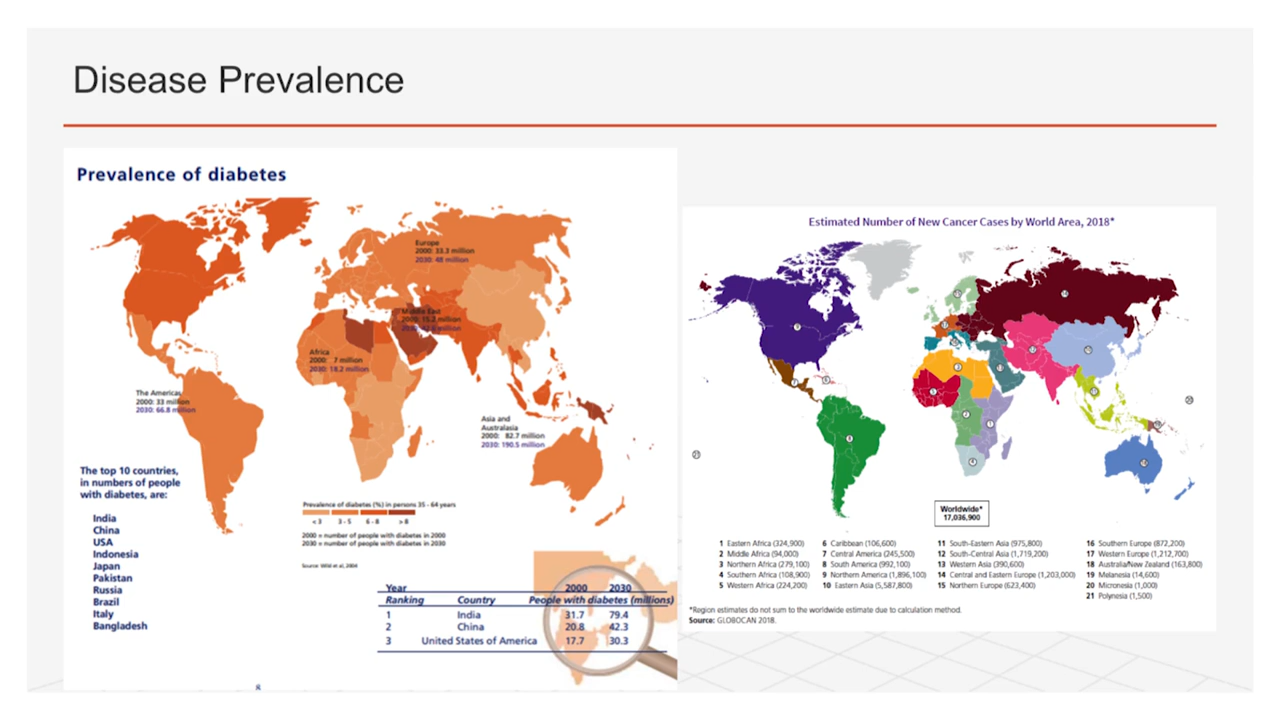 Disease Prevalence
Prevalence of diabetes
Europe
2000: 33.3 million
2030: 48 million
Middle East
2000: 15.2 million
2030: million
Africa
2000: 7 million
2030: 18.2 million
The Americas
2000: 33 million
2030: 66.8 million
Asia and
Australasia
2000: 82.7 million
2030: 190.5 million
The top 10 countries,
in numbers of people
with diabetes, are:
India
China
USA
Indonesia
Japan
Pakistan
Russia
Brazil
Italy
Bangladesh
Prevalence of diabetes (%) in persons 35 - 64 years
< 3 3 - 5 6 - 8 > 8
2000 = number of people with diabetes in 2000
2030 = number of people with diabetes in 2030
Source: Wild et al, 2004
Year 2000 2030
Ranking Country People with diabetes (millions)
1 India 31.7 79.4
2 China 20.8 42.3
3 United States of America 17.7 30.3
8
Estimated Number of New Cancer Cases by World Area, 2018*
Worldwide*
17,036,900
1 Eastern Africa (324,900)
2 Middle Africa (94,000)
3 Northern Africa (279,100)
4 Southern Africa (108,900)
5 Western Africa (224,200)
6 Caribbean (106,600)
7 Central America (245,500)
8 South America (992,100)
9 Northern America (1,896,100)
10 Eastern Asia (5,587,800)
11 South-Eastern Asia (975,800)
12 South-Central Asia (1,719,200)
13 Western Asia (390,600)
14 Central and Eastern Europe (1,203,000)
15 Northern Europe (623,400)
16 Southern Europe (872,200)
17 Western Europe (1,212,700)
18 Australia/New Zealand (163,800)
19 Melanesia (14,600)
20 Micronesia (1,000)
21 Polynesia (1,500)
*Region estimates do not sum to the worldwide estimate due to calculation method.
Source: GLOBOCAN 2018.